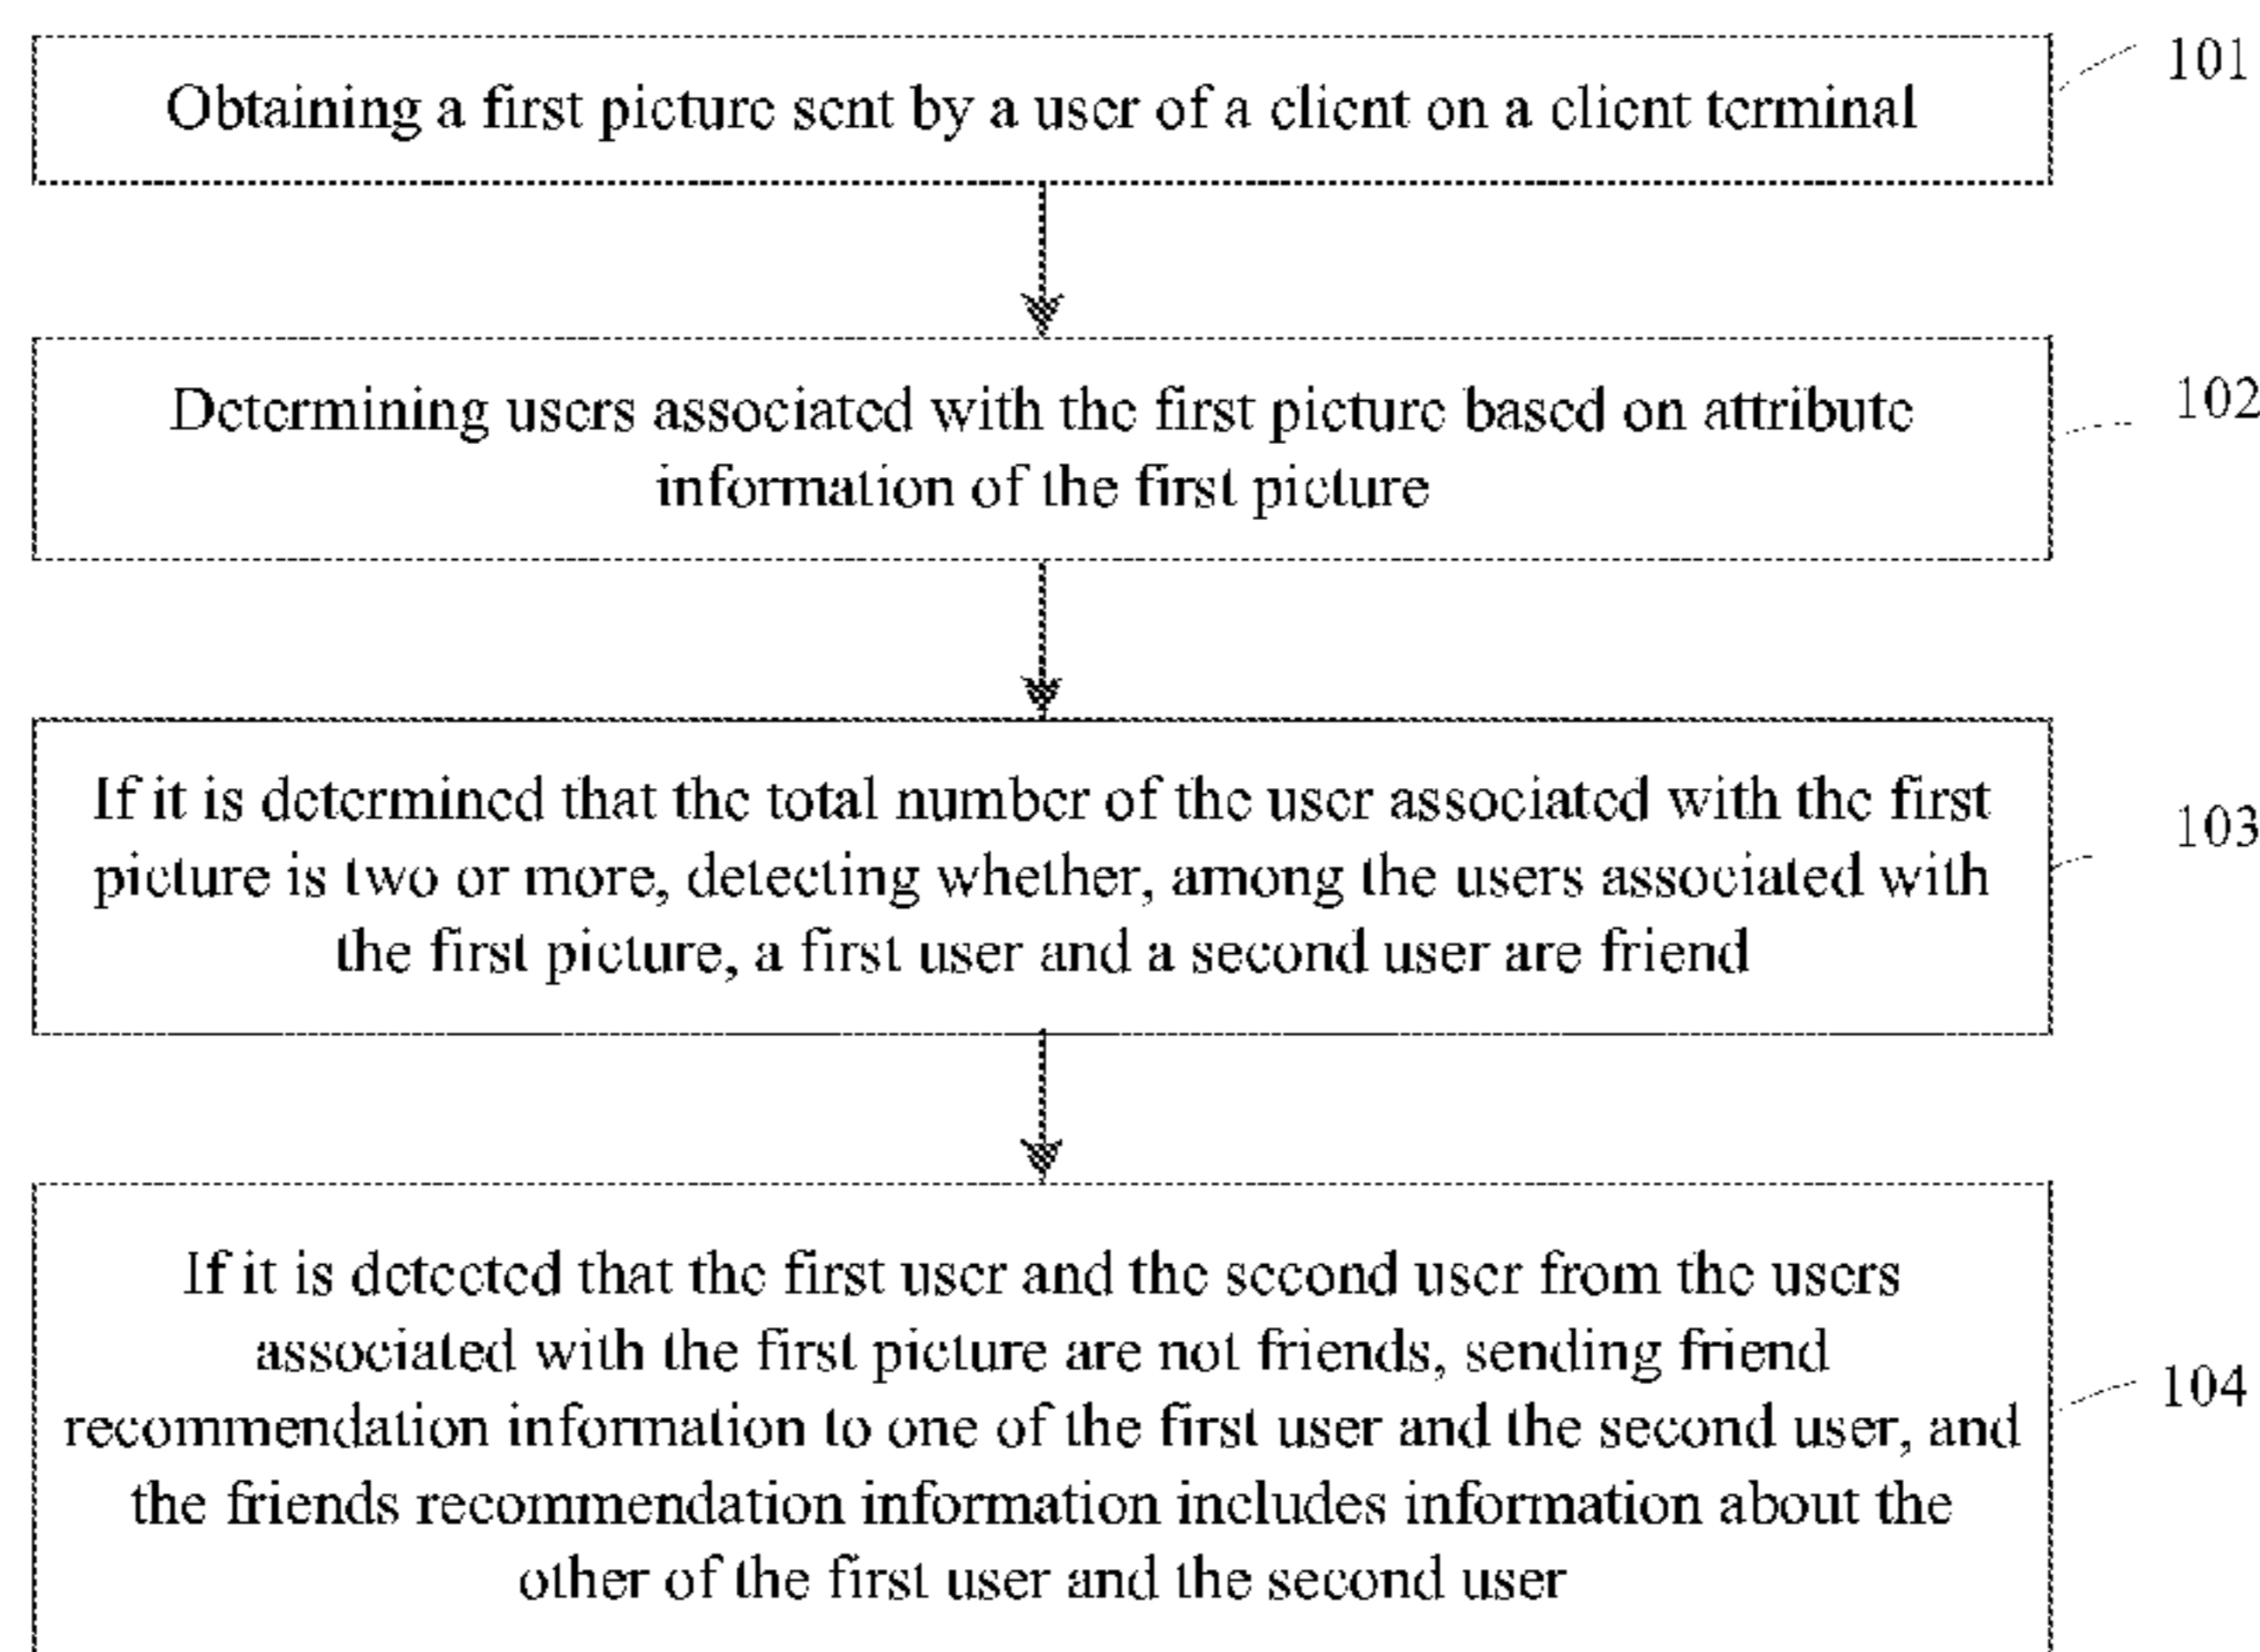 Obtaining a first picture sent by a user of a client on a client terminal
101
Determining users associated with the first picture based on attribute
information of the first picture
102
If it is determined that the total number of the user associated with the first
picture is two or more, detecting whether, among the users associated with
the first picture, a first user and a second user are friend
103
If it is detected that the first user and the second user from the users
associated with the first picture are not friends, sending friend
recommendation information to one of the first user and the second user, and
the friends recommendation information includes information about the
other of the first user and the second user
104